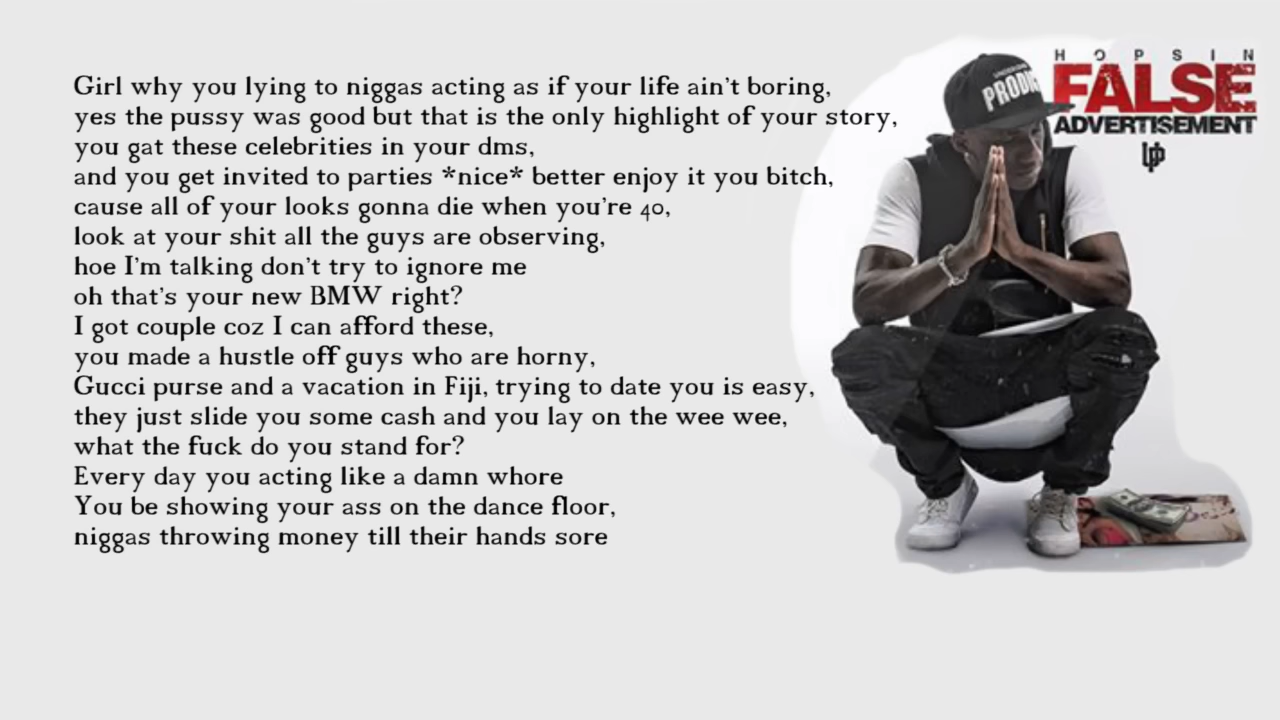 Girl why you lying to niggas acting as if your life ain't boring,
yes the pussy was good but that is the only highlight of your story,
you gat these celebrities in your dms,
and you get invited to parties *nice* better enjoy it you bitch,
cause all of your looks gonna die when you're 40,
look at your shit all the guys are observing,
hoe I'm talking don't try to ignore me
oh that's your new BMW right?
I got couple coz I can afford these,
you made a hustle off guys who are horny,
Gucci purse and a vacation in Fiji, trying to date you is easy,
they just slide you some cash and you lay on the wee wee,
what the fuck do you stand for?
Every day you acting like a damn whore
You be showing your ass on the dance floor,
niggas throwing money till their hands sore
HOPSIN
FALSE
ADVERTISEMENT